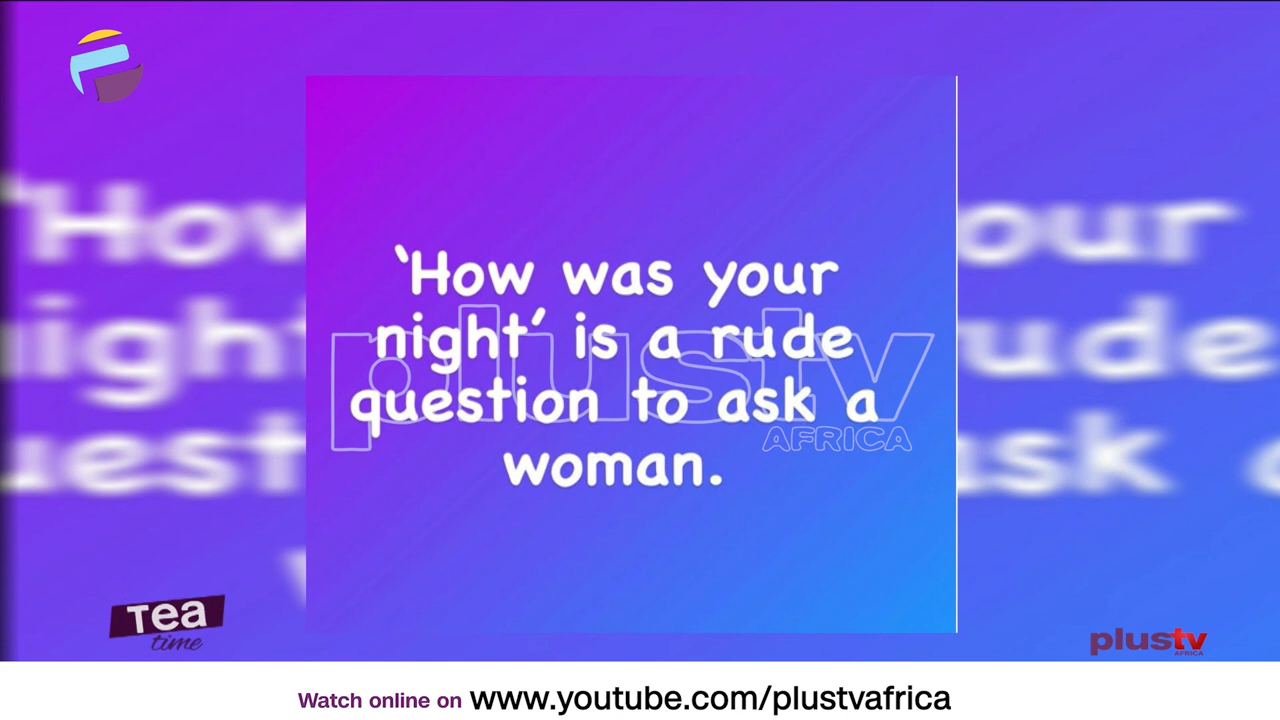 ‘How was your
night’ is a rude
question to ask a
woman.
plustv
AFRICA
Tea
time
plustv
AFRICA
Watch online on www.youtube.com/plustvafrica